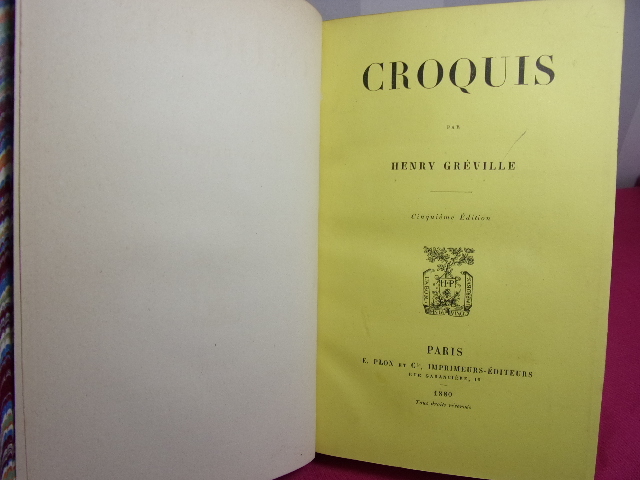 CROQUIS
PAR
HENRY GRÉVILLE
Cinquième Édition
H P
PARIS
E. PLON ET Cie, IMPRIMEURS-ÉDITEURS
RUE GARANCIÈRE, 10
1880
Tous droits réservés